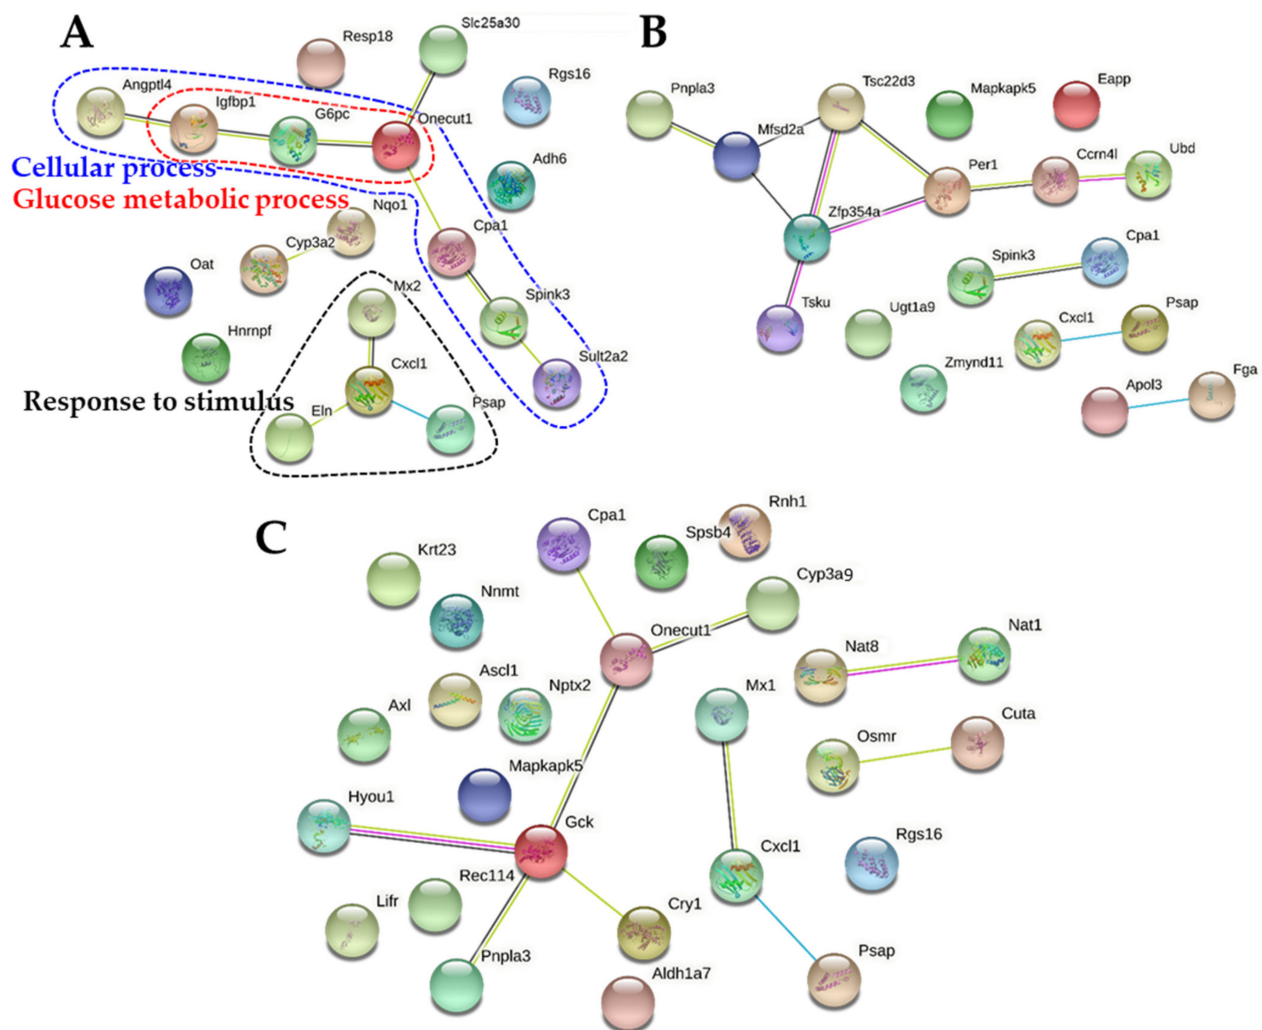 A
Resp18
Slc25a30
Rgs16
Angptl4
Igfbp1
G6pc
Onecut1
Cellular process
Glucose metabolic process
Adh6
Nqo1
Cyp3a2
Cpa1
Oat
Mx2
Spink3
Hnrnpf
Cxcl1
Sult2a2
Response to stimulus
Eln
Psap
B
Pnpla3
Tsc22d3
Mapkapk5
Eapp
Mfsd2a
Per1
Ccrn4l
Ubd
Zfp354a
Spink3
Cpa1
Tsku
Ugt1a9
Cxcl1
Psap
Zmynd11
Apol3
Fga
C
Krt23
Cpa1
Spsb4
Rnh1
Nnmt
Cyp3a9
Onecut1
Nat8
Nat1
Ascl1
Nptx2
Mx1
Axl
Osmr
Cuta
Mapkapk5
Hyou1
Gck
Cxcl1
Rgs16
Rec114
Lifr
Cry1
Pnpla3
Aldh1a7
Psap